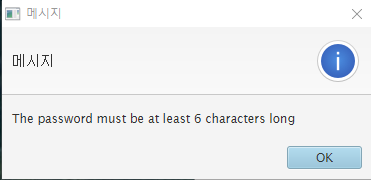 메시지
메시지
The password must be at least 6 characters long
OK